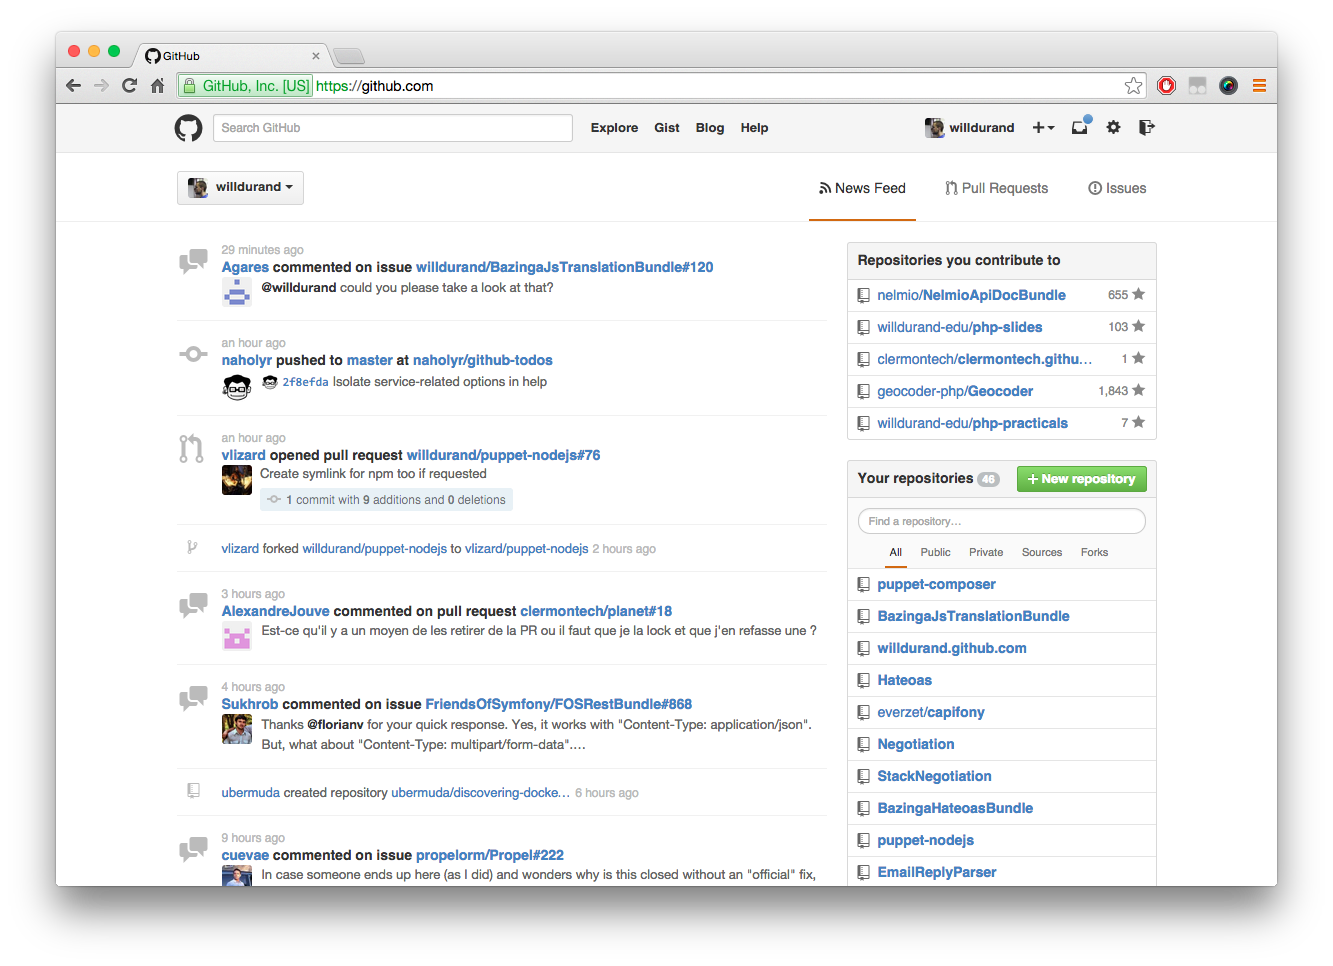 GitHub
GitHub, Inc. [US] https://github.com
Search GitHub
Explore Gist Blog Help
willdurand
willdurand
News Feed Pull Requests Issues
29 minutes ago
Agares commented on issue willdurand/BazingaJsTranslationBundle#120
@willdurand could you please take a look at that?
an hour ago
naholyr pushed to master at naholyr/github-todos
2f8efda Isolate service-related options in help
an hour ago
vlizard opened pull request willdurand/puppet-nodejs#76
Create symlink for npm too if requested
1 commit with 9 additions and 0 deletions
vlizard forked willdurand/puppet-nodejs to vlizard/puppet-nodejs 2 hours ago
3 hours ago
AlexandreJouve commented on pull request clermontech/planet#18
Est-ce qu'il y a un moyen de les retirer de la PR ou il faut que je la lock et que j'en refasse une ?
4 hours ago
Sukhrob commented on issue FriendsOfSymfony/FOSRestBundle#868
Thanks @florianv for your quick response. Yes, it works with "Content-Type: application/json".
But, what about "Content-Type: multipart/form-data"....
ubermuda created repository ubermuda/discovering-docke… 6 hours ago
9 hours ago
cuevae commented on issue propelorm/Propel#222
In case someone ends up here (as I did) and wonders why is this closed without an "official" fix,
Repositories you contribute to
nelmio/NelmioApiDocBundle 655
willdurand-edu/php-slides 103
clermontech/clermontech.githu… 1
geocoder-php/Geocoder 1,843
willdurand-edu/php-practicals 7
Your repositories 46 New repository
Find a repository…
All Public Private Sources Forks
puppet-composer
BazingaJsTranslationBundle
willdurand.github.com
Hateoas
everzet/capifony
Negotiation
StackNegotiation
BazingaHateoasBundle
puppet-nodejs
EmailReplyParser